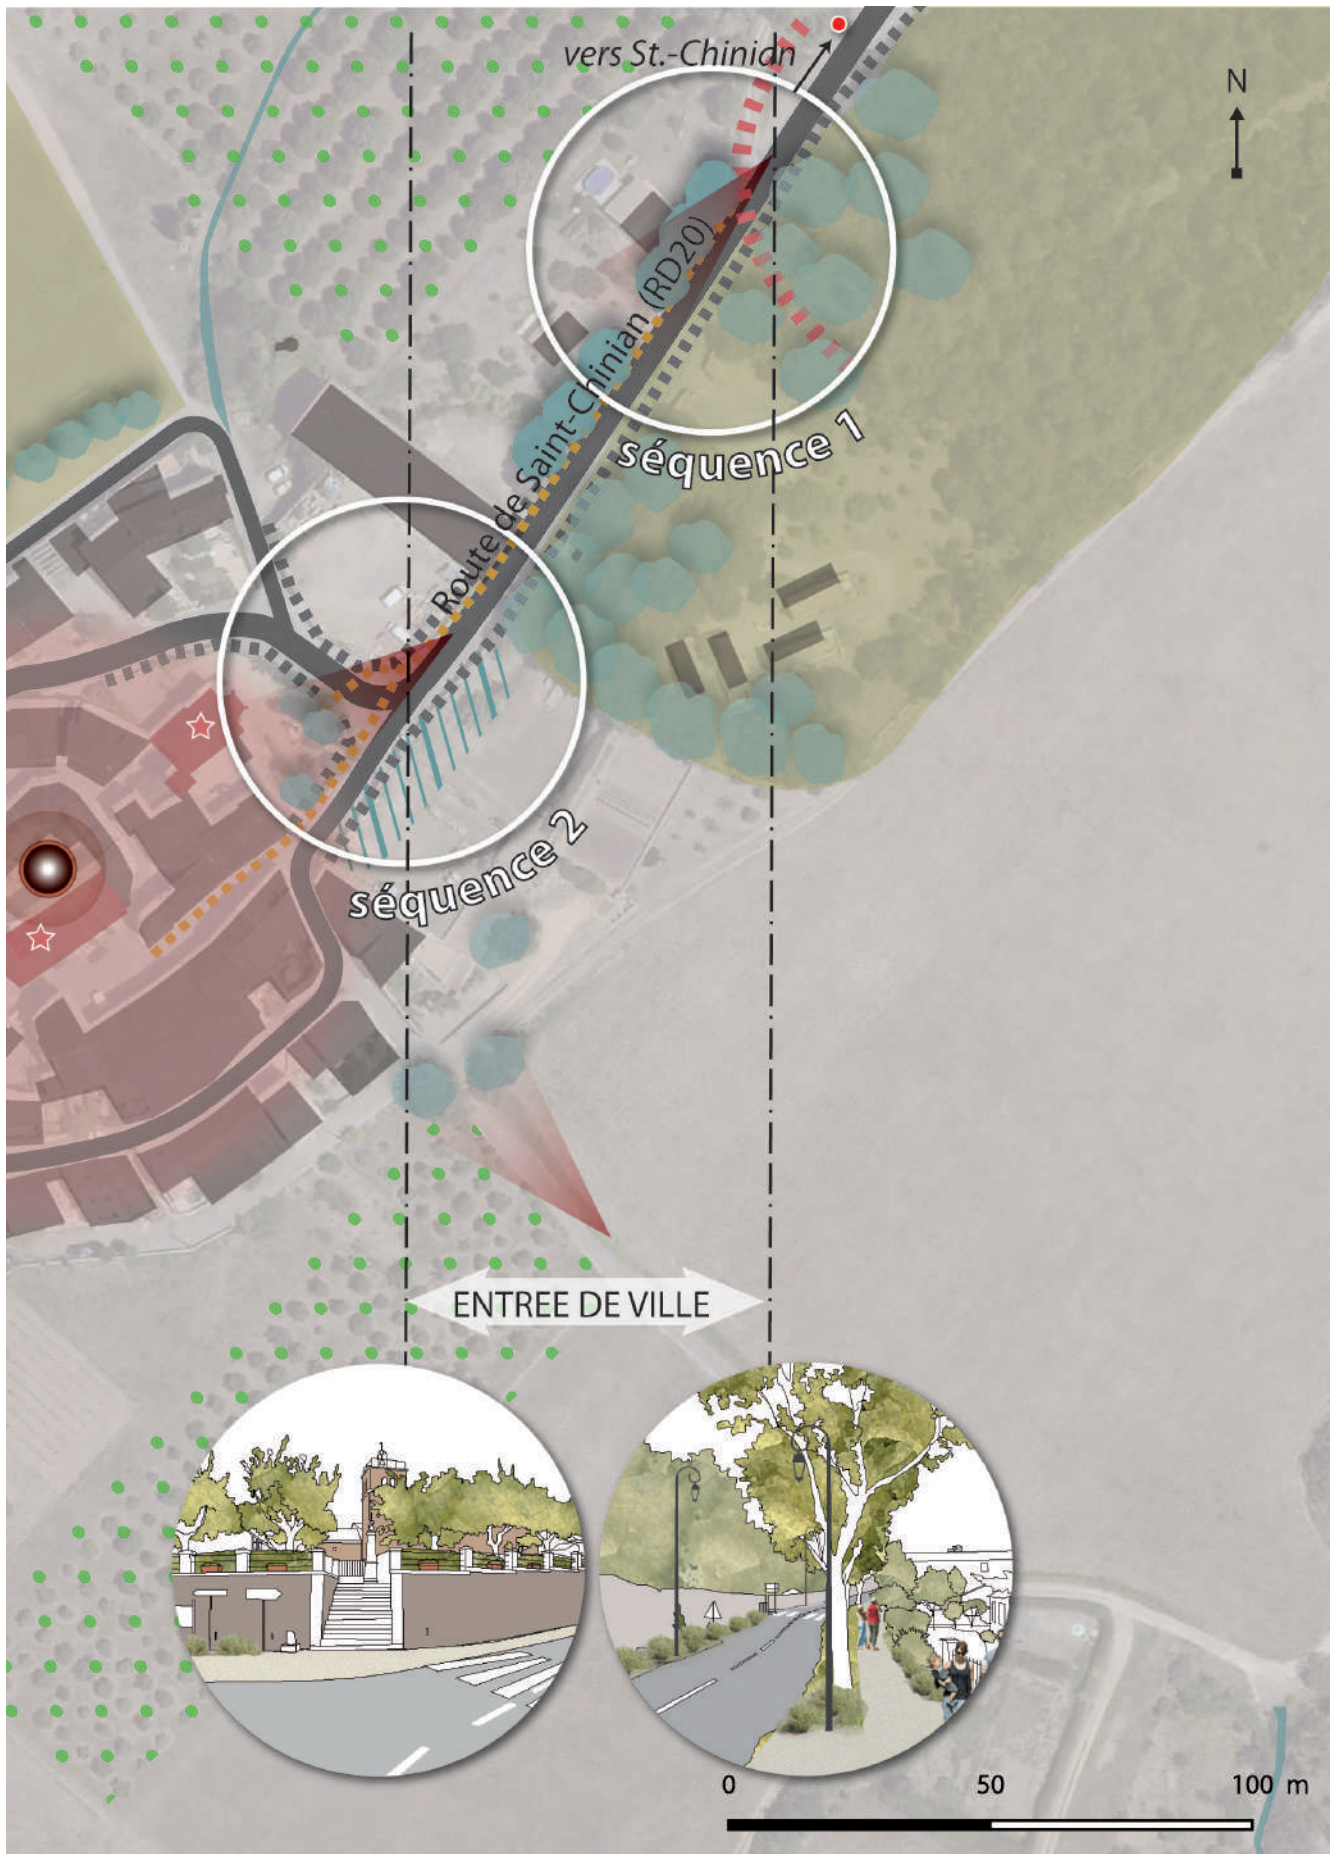 vers St.-Chinian
N
Route de Saint-Chinian (RD20)
séquence 1
séquence 2
ENTREE DE VILLE
0 50 100 m